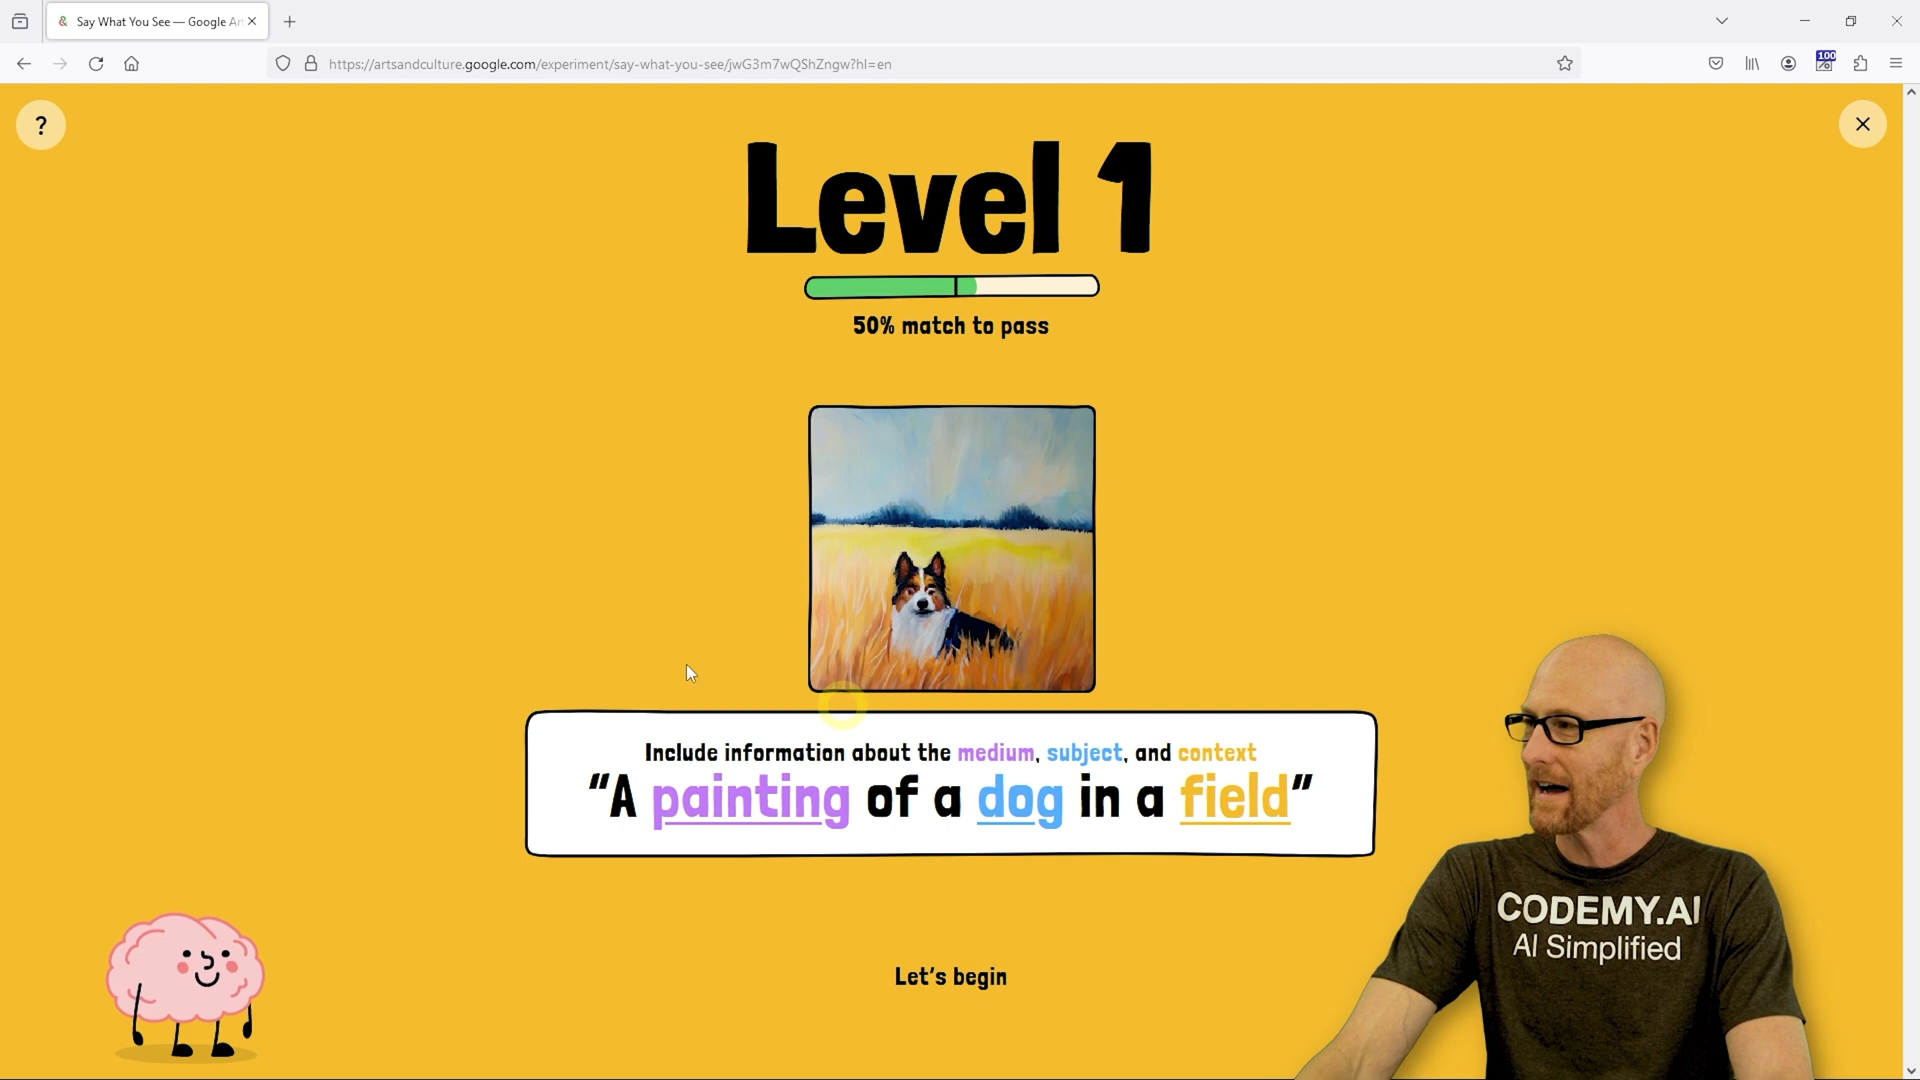 Say What You See — Google Ar
https://artsandculture.google.com/experiment/say-what-you-see/jwG3m7wQShZngw?hl=en
100
?
Level 1
50% match to pass
Include information about the medium, subject, and context
"A painting of a dog in a field"
Let's begin
CODEMY.AI
AI Simplified